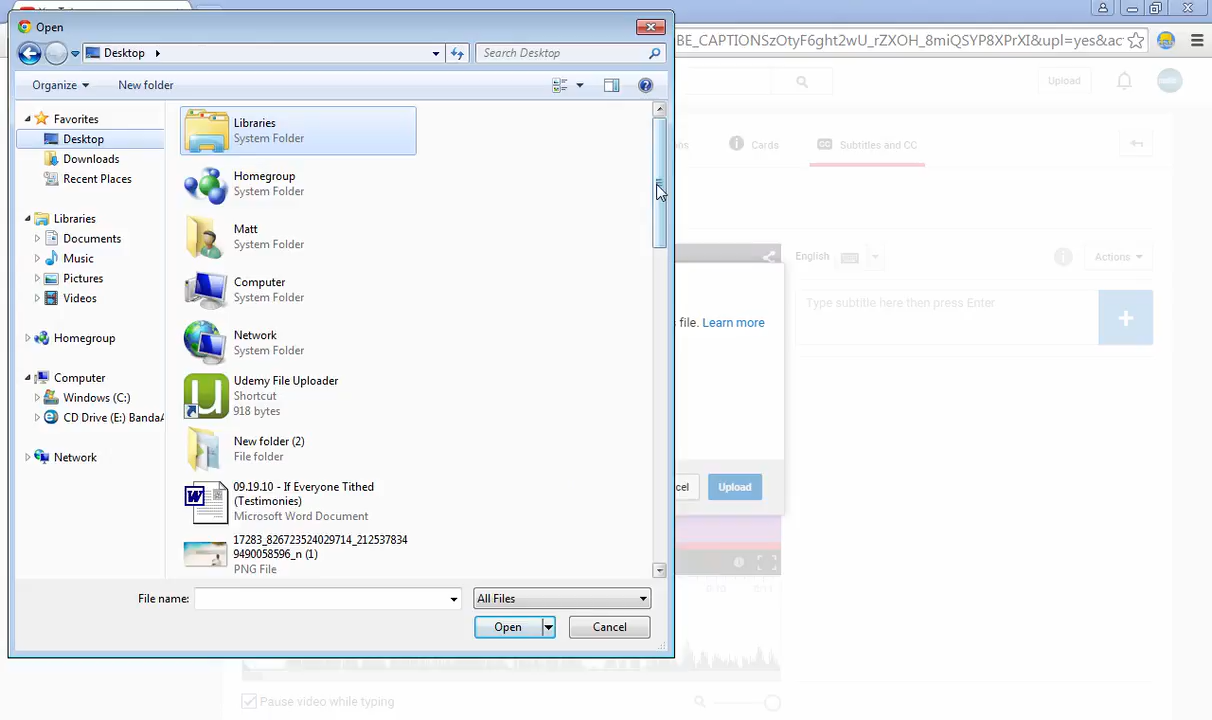 Open
BE_CAPTIONSzOtyF6ght2wU_rZXOH_8miQSYP8XPrXI&upl=yes&ac
Desktop
Search Desktop
Organize
New folder
Upload
Favorites
Desktop
Downloads
Recent Places
Libraries
Documents
Music
Pictures
Videos
Homegroup
Computer
Windows (C:)
CD Drive (E:) Banda
Network
Libraries
System Folder
Homegroup
System Folder
Matt
System Folder
Computer
System Folder
Network
System Folder
Udemy File Uploader
Shortcut
918 bytes
New folder (2)
File folder
09.19.10 - If Everyone Tithed
(Testimonies)
Microsoft Word Document
17283_826723524029714_212537834
9490058596_n (1)
PNG File
File name:
All Files
Open
Cancel
ns
Cards
CC
Subtitles and CC
English
Actions
Type subtitle here then press Enter
+
s file. Learn more
cel
Upload
Pause video while typing